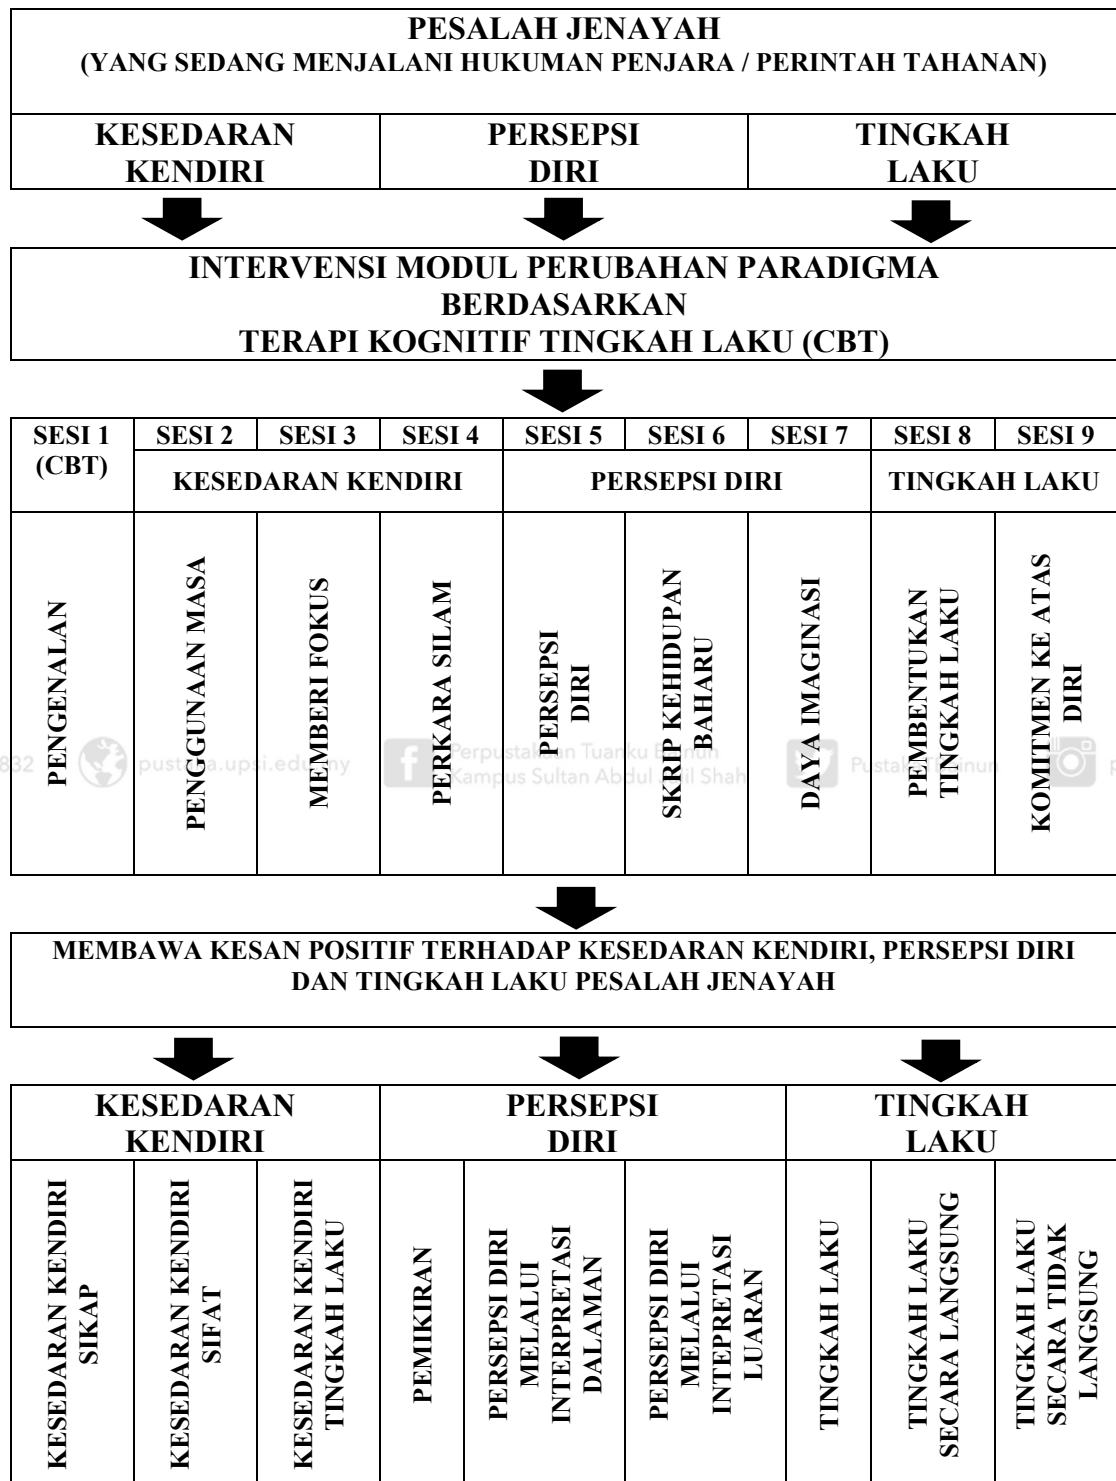 PESALAH JENAYAH
(YANG SEDANG MENJALANI HUKUMAN PENJARA / PERINTAH TAHANAN)
KESEDARAN
KENDIRI
PERSEPSI
DIRI
TINGKAH
LAKU
INTERVENSI MODUL PERUBAHAN PARADIGMA
BERDASARKAN
TERAPI KOGNITIF TINGKAH LAKU (CBT)
SESI 1
(CBT)
SESI 2
SESI 3
SESI 4
SESI 5
SESI 6
SESI 7
SESI 8
SESI 9
KESEDARAN KENDIRI
PERSEPSI DIRI
TINGKAH LAKU
PENGENALAN
PENGGUNAAN MASA
MEMBERI FOKUS
PERKARA SILAM
PERSEPSI
DIRI
SKRIP KEHIDUPAN
BAHARU
DAYA IMAGINASI
PEMBENTUKAN
TINGKAH LAKU
KOMITMEN KE ATAS
DIRI
832
pustaka.upsi.edu.my
Perpustakaan Tuanku Bainun
Kampus Sultan Abdul Jalil Shah
PustakaTBainun
p
MEMBAWA KESAN POSITIF TERHADAP KESEDARAN KENDIRI, PERSEPSI DIRI
DAN TINGKAH LAKU PESALAH JENAYAH
KESEDARAN
KENDIRI
PERSEPSI
DIRI
TINGKAH
LAKU
KESEDARAN KENDIRI
SIKAP
KESEDARAN KENDIRI
SIFAT
KESEDARAN KENDIRI
TINGKAH LAKU
PEMIKIRAN
PERSEPSI DIRI
MELALUI
INTERPRETASI
DALAMAN
PERSEPSI DIRI
MELALUI
INTEPRETASI
LUARAN
TINGKAH LAKU
TINGKAH LAKU
SECARA LANGSUNG
TINGKAH LAKU
SECARA TIDAK
LANGSUNG